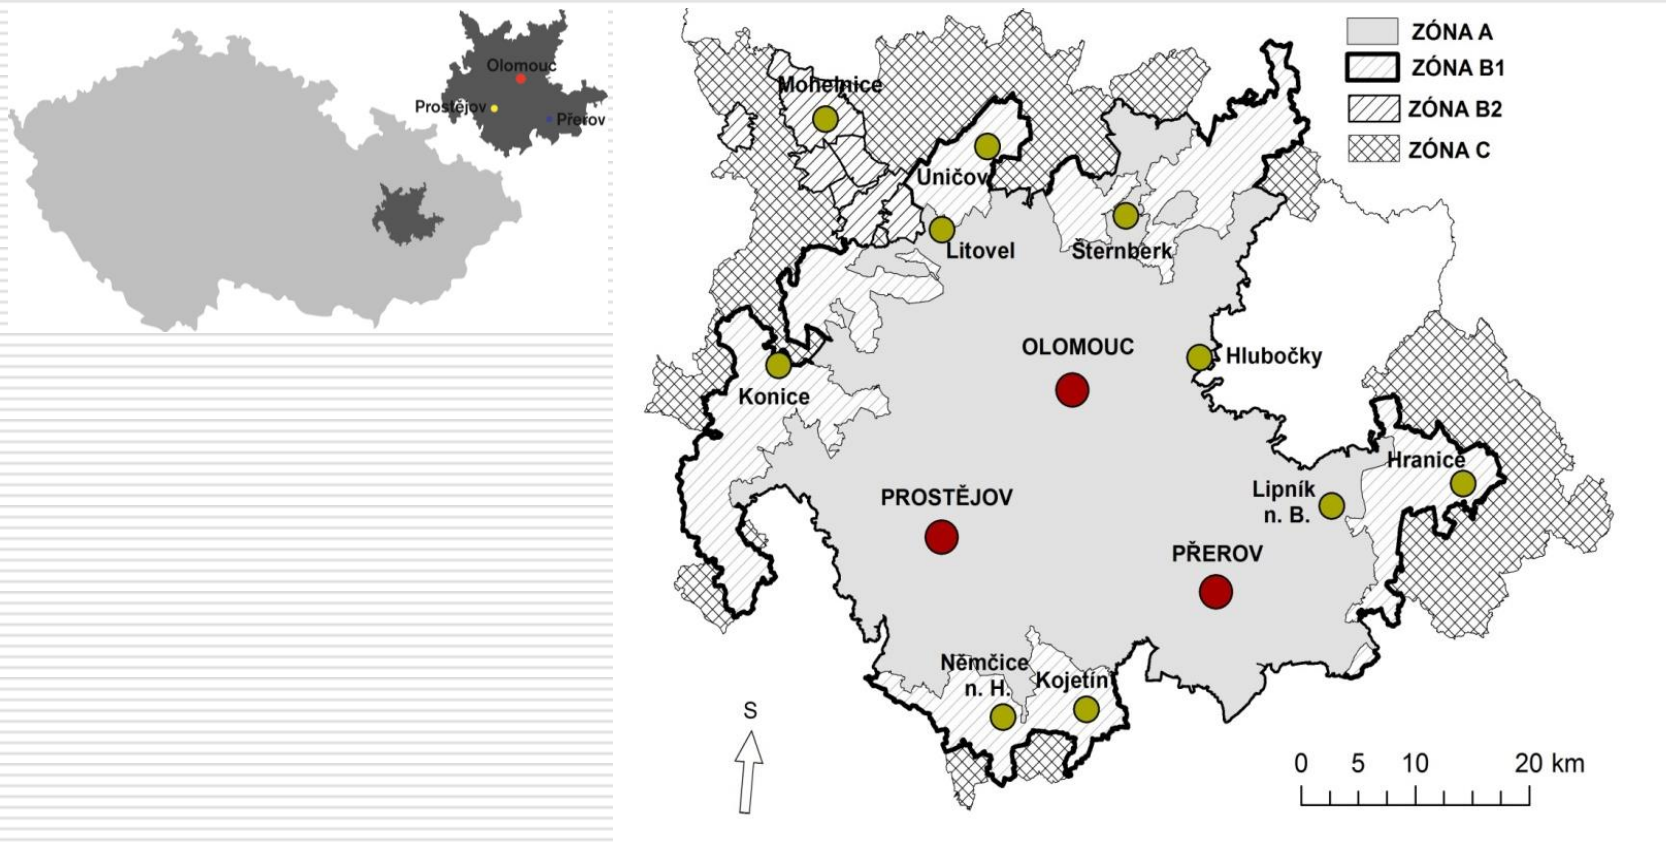 Olomouc
Prostějov
Přerov
ZÓNA A
ZÓNA B1
ZÓNA B2
ZÓNA C
Mohelnice
Uničov
Litovel
Šternberk
OLOMOUC
Hlubočky
Konice
Hranice
Lipník
n. B.
PROSTĚJOV
PŘEROV
Němčice
n. H.
Kojetín
S
0 5 10 20 km